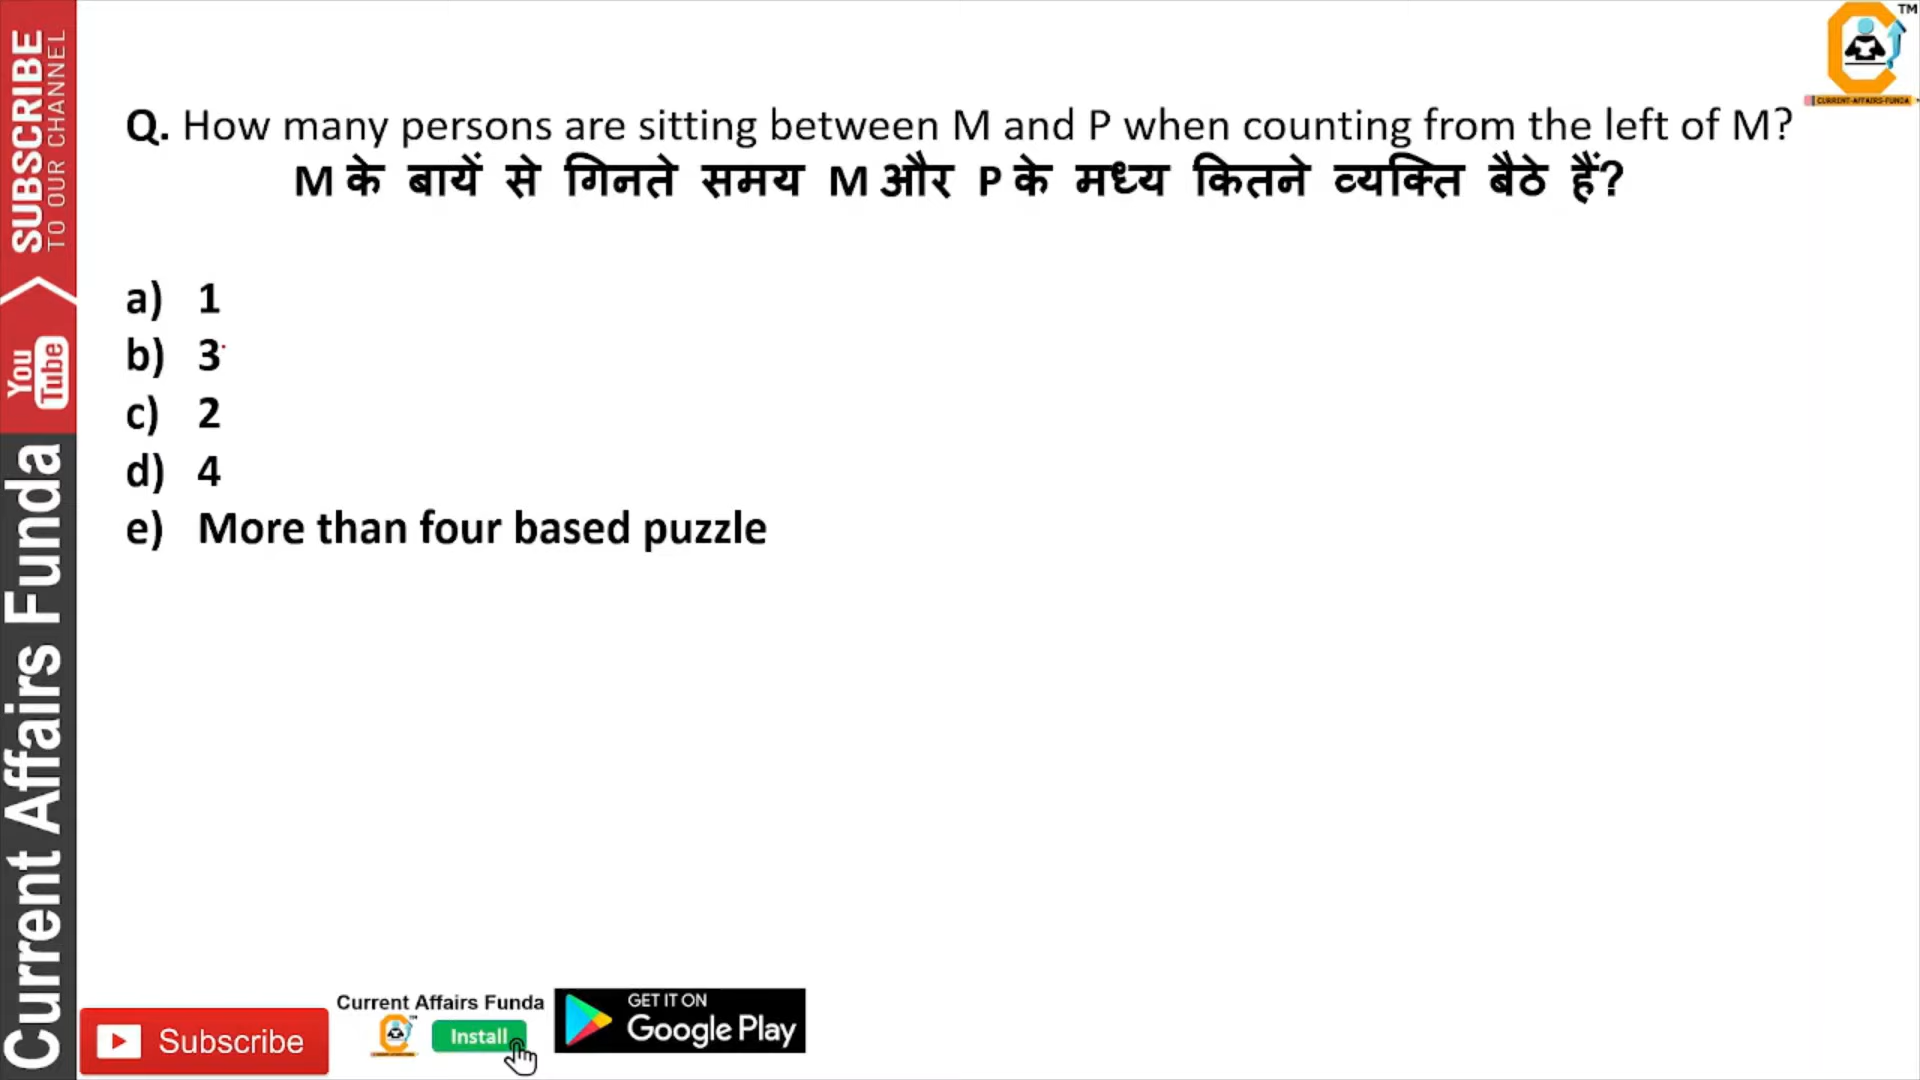 SUBSCRIBE
TO OUR CHANNEL
You
Tube
Current Affairs Funda
TM
CURRENT-AFFAIRS-FUNDA
Q. How many persons are sitting between M and P when counting from the left of M?
M के बायें से गिनते समय M और P के मध्य कितने व्यक्ति बैठे हैं?
a) 1
b) 3
c) 2
d) 4
e) More than four based puzzle
Subscribe
Current Affairs Funda
Install
GET IT ON
Google Play